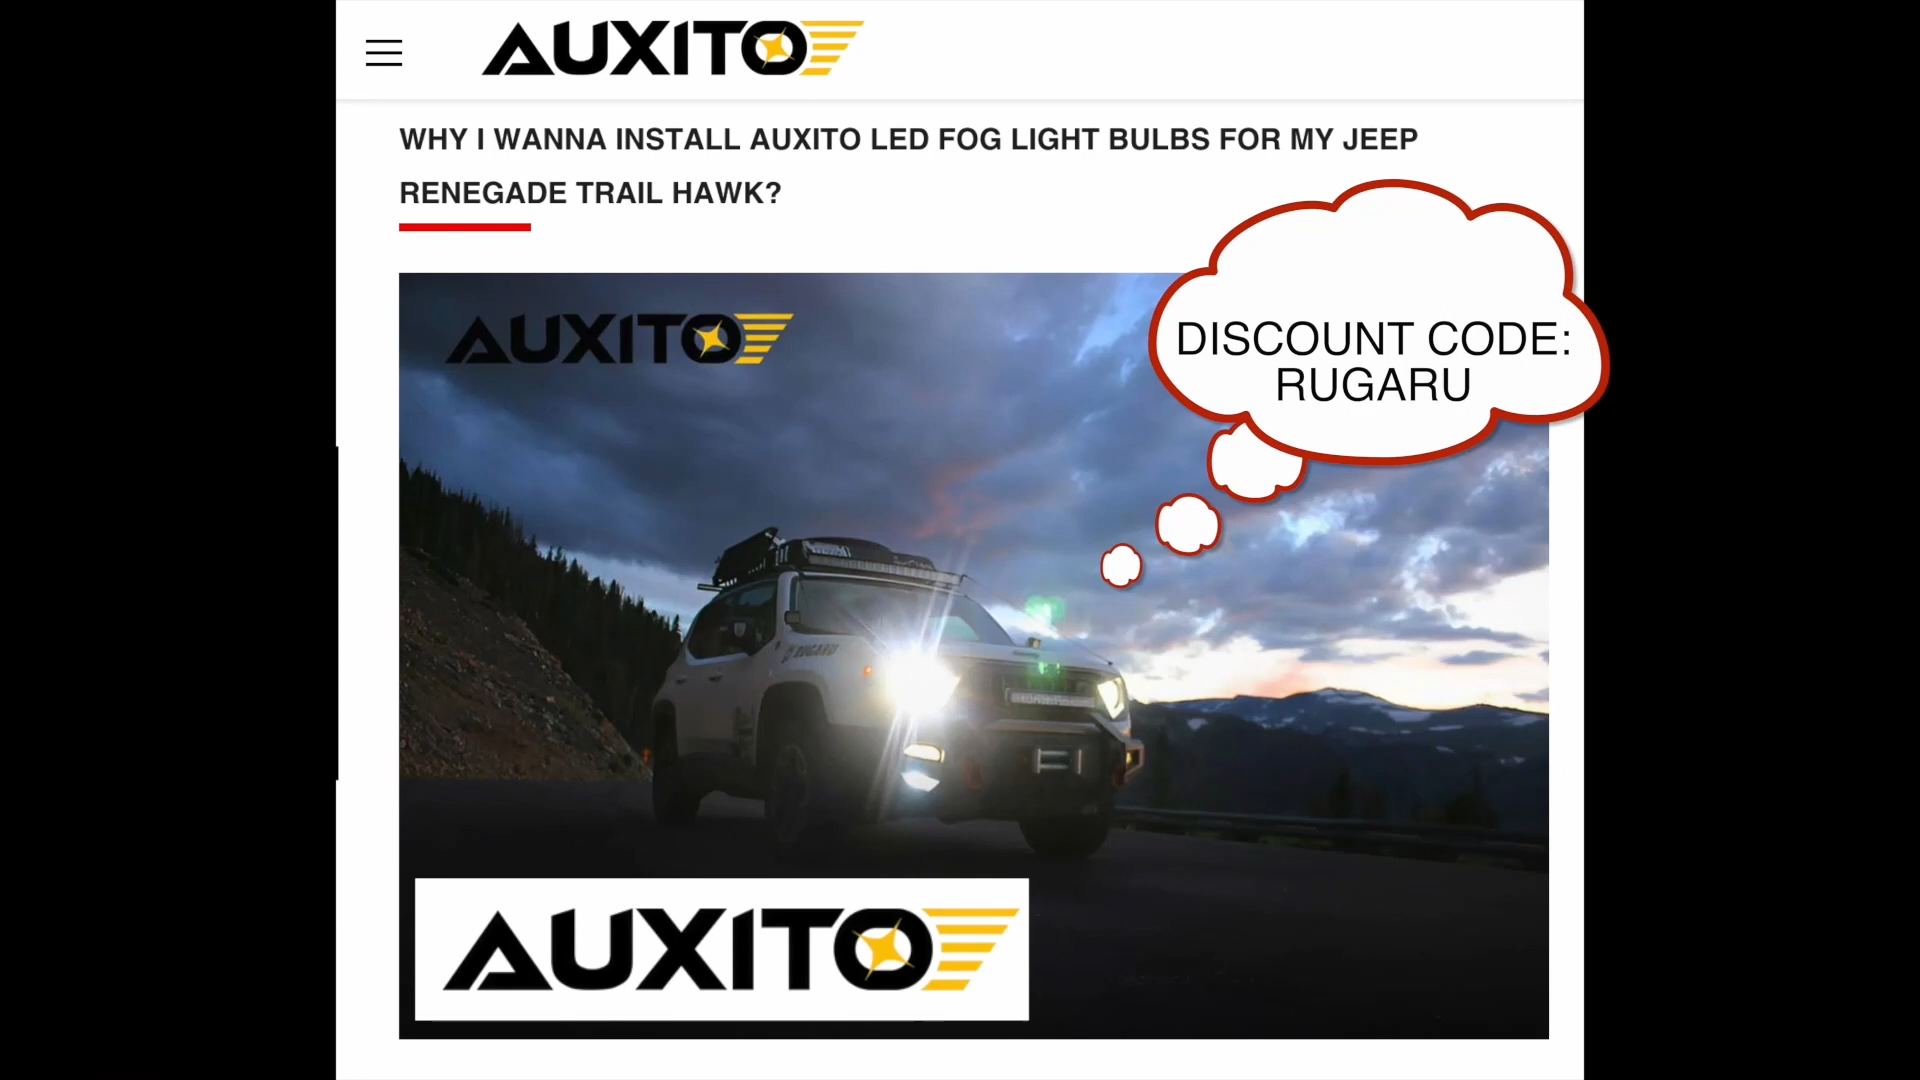 AUXITO
WHY I WANNA INSTALL AUXITO LED FOG LIGHT BULBS FOR MY JEEP
RENEGADE TRAIL HAWK?
AUXITO
DISCOUNT CODE:
RUGARU
RUGARU
AUXITO